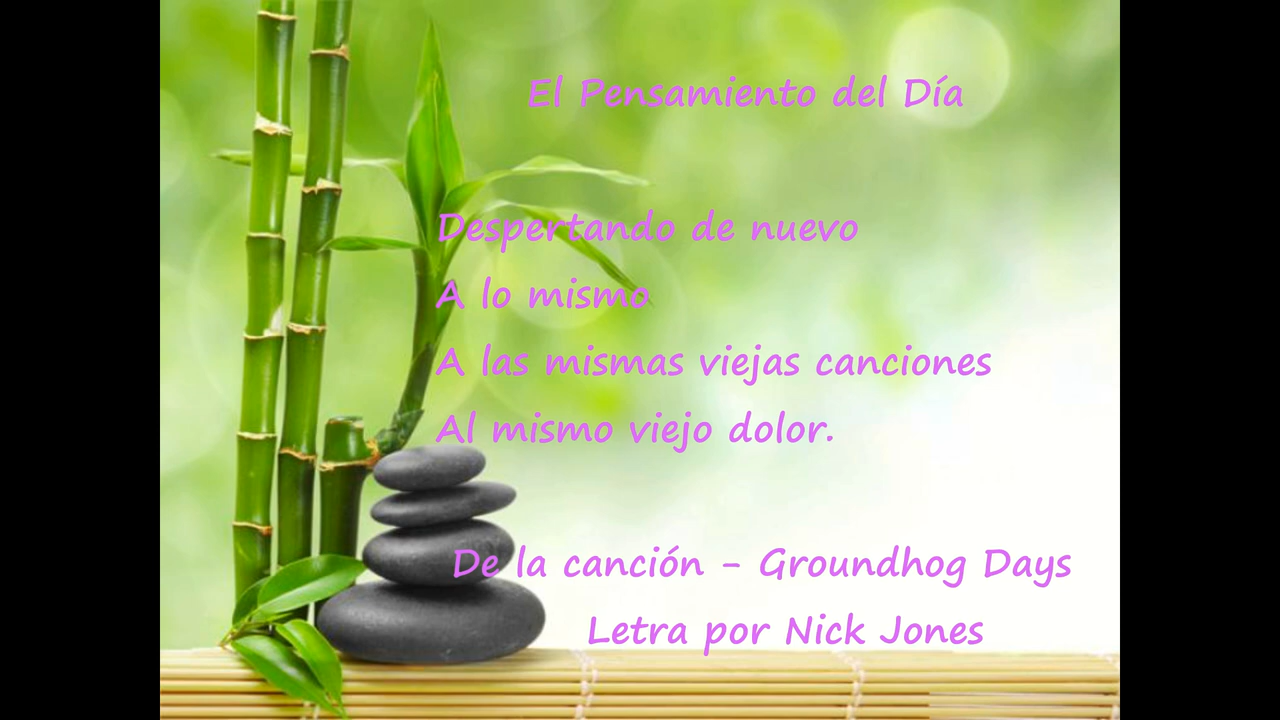 El Pensamiento del Día
Despertando de nuevo
A lo mismo
A las mismas viejas canciones
Al mismo viejo dolor.
De la canción - Groundhog Days
Letra por Nick Jones